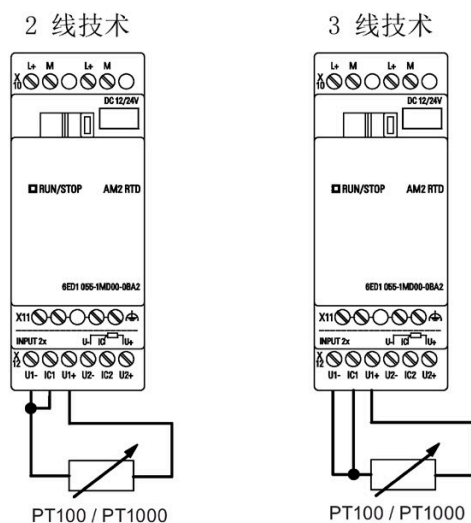 2 线技术
3 线技术
L+ M L+ M
X10
DC 12/24V
RUN/STOP AM2 RTD
6ED1 055-1MD00-0BA2
X11
INPUT 2x U- IC U+
X12
U1- IC1 U1+ U2- IC2 U2+
PT100 / PT1000
L+ M L+ M
X10
DC 12/24V
RUN/STOP AM2 RTD
6ED1 055-1MD00-0BA2
X11
INPUT 2x U- IC U+
X12
U1- IC1 U1+ U2- IC2 U2+
PT100 / PT1000